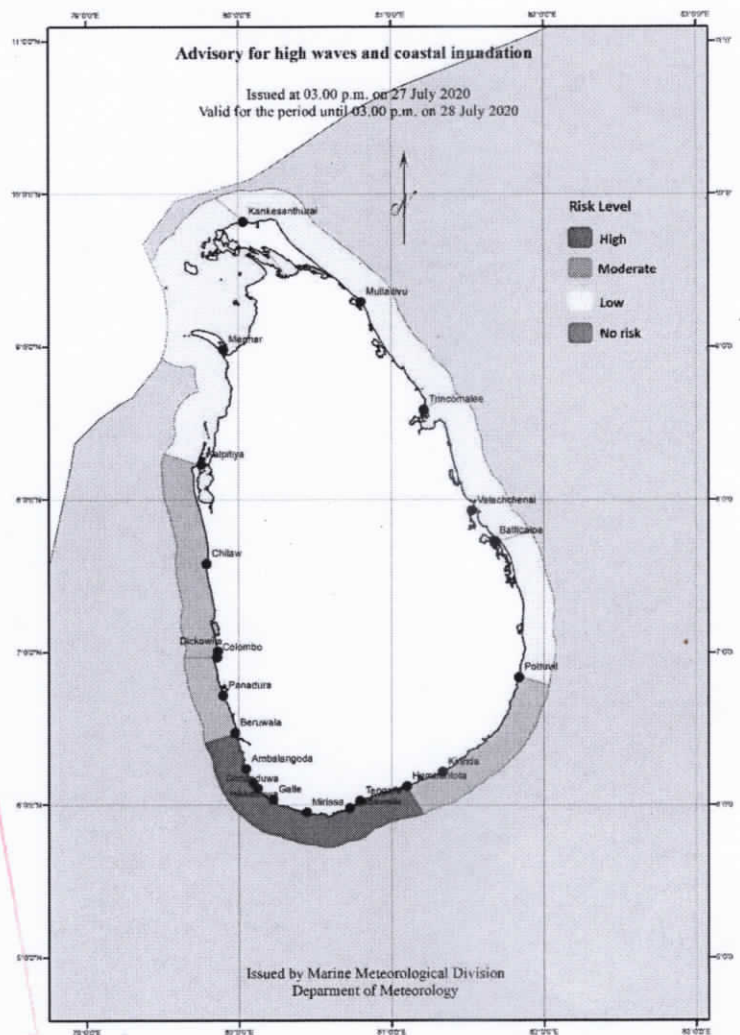 Advisory for high waves and coastal inundation
Issued at 03.00 p.m. on 27 July 2020
Valid for the period until 03.00 p.m. on 28 July 2020
Kankesanthurai
Risk Level
High
Moderate
Low
No risk
Mullaitivu
Mannar
Trincomalee
Kalpitiya
Valachchenai
Batticaloa
Chilaw
Colombo
Panadura
Pottuvil
Beruwala
Ambalangoda
Kirinda
Galle
Mirissa
Issued by Marine Meteorological Division
Deparment of Meteorology